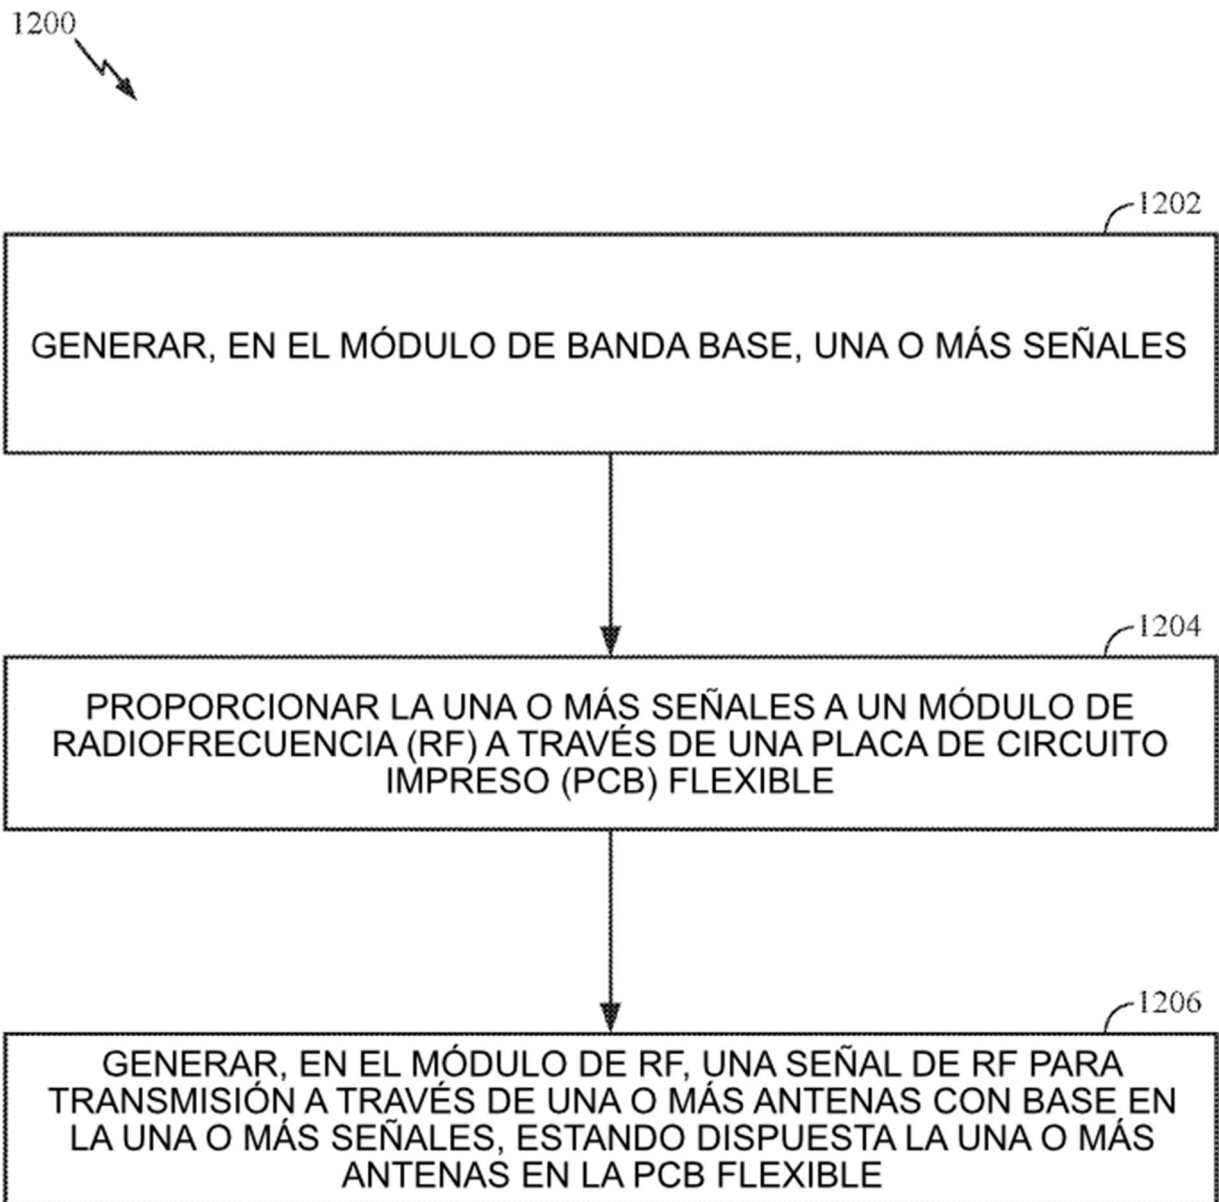 1200
1202
GENERAR, EN EL MÓDULO DE BANDA BASE, UNA O MÁS SEÑALES
1204
PROPORCIONAR LA UNA O MÁS SEÑALES A UN MÓDULO DE
RADIOFRECUENCIA (RF) A TRAVÉS DE UNA PLACA DE CIRCUITO
IMPRESO (PCB) FLEXIBLE
1206
GENERAR, EN EL MÓDULO DE RF, UNA SEÑAL DE RF PARA
TRANSMISIÓN A TRAVÉS DE UNA O MÁS ANTENAS CON BASE EN
LA UNA O MÁS SEÑALES, ESTANDO DISPUESTA LA UNA O MÁS
ANTENAS EN LA PCB FLEXIBLE